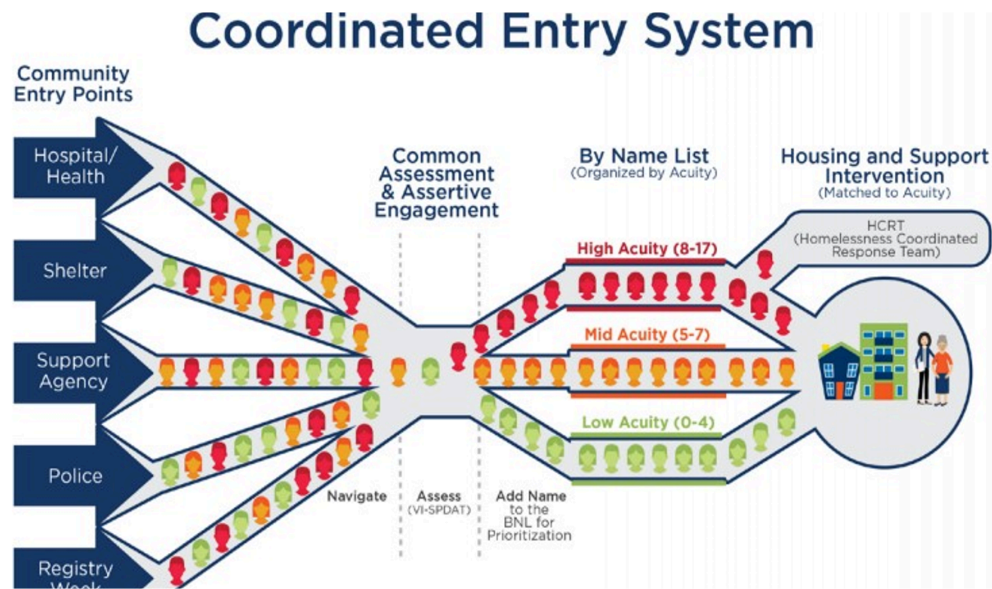 Coordinated Entry System
Community
Entry Points
Hospital/
Health
Shelter
Support
Agency
Police
Registry
Week
Common
Assessment
& Assertive
Engagement
Navigate
Assess
(VI-SPDAT)
Add Name
to the
BNL for
Prioritization
By Name List
(Organized by Acuity)
High Acuity (8-17)
Mid Acuity (5-7)
Low Acuity (0-4)
Housing and Support
Intervention
(Matched to Acuity)
HCRT
(Homelessness Coordinated
Response Team)